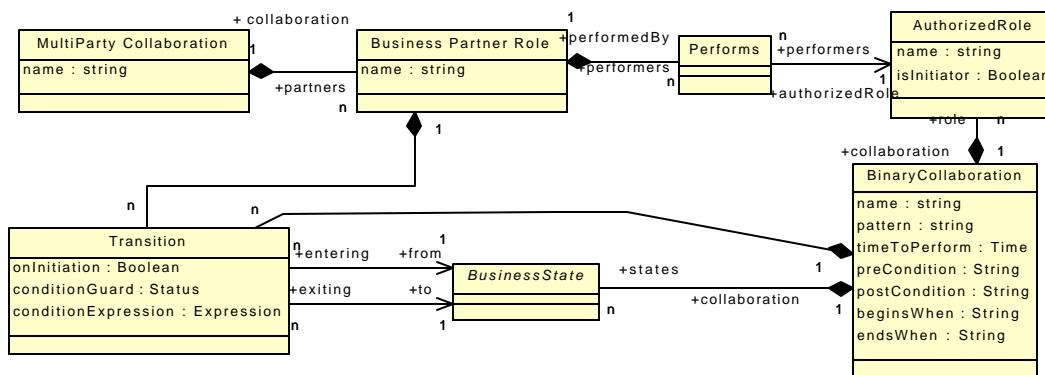 + collaboration
MultiParty Collaboration
name : string
1
+partners
n
Business Partner Role
name : string
1
+performedBy
+performers
n
Performs
n
+performers
1
+authorizedRole
AuthorizedRole
name : string
isInitiator : Boolean
+role
n
+collaboration
1
BinaryCollaboration
name : string
pattern : string
timeToPerform : Time
preCondition : String
postCondition : String
beginsWhen : String
endsWhen : String
1
n
n
1
Transition
onInitiation : Boolean
conditionGuard : Status
conditionExpression : Expression
n
+entering
+from
1
+exiting
+to
n
1
BusinessState
+states
n
+collaboration
1